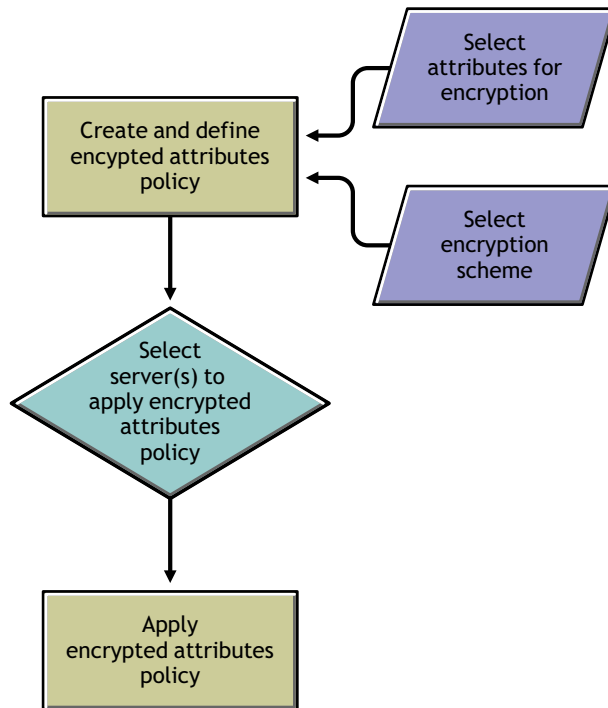 Select
attributes for
encryption
Create and define
encypted attributes
policy
Select
encryption
scheme
Select
server(s) to
apply encrypted
attributes
policy
Apply
encrypted attributes
policy